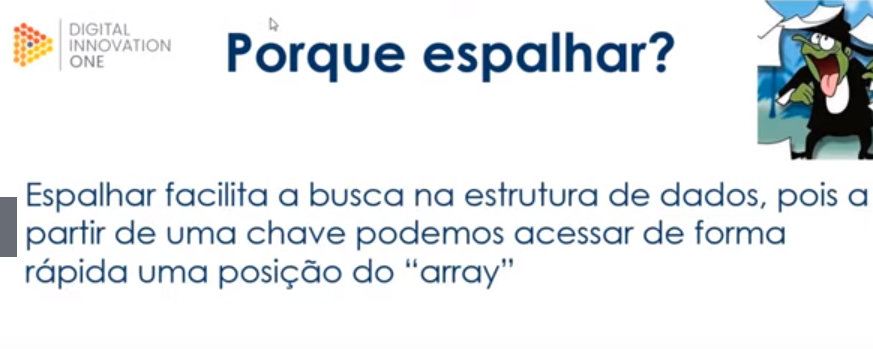 DIGITAL
INNOVATION
ONE
Porque espalhar?
Espalhar facilita a busca na estrutura de dados, pois a
partir de uma chave podemos acessar de forma
rápida uma posição do “array”